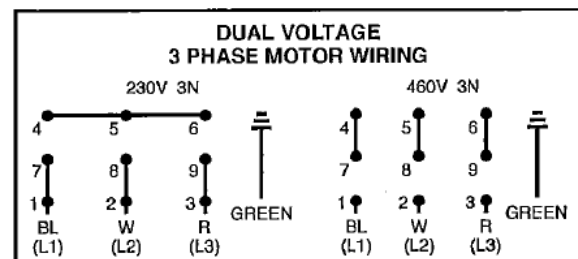 DUAL VOLTAGE
3 PHASE MOTOR WIRING
230V 3N 460V 3N
4 5 6 4 5 6
7 8 9 7 8 9
1 2 3 GREEN 1 2 3 GREEN
BL W R BL W R
(L1) (L2) (L3) (L1) (L2) (L3)